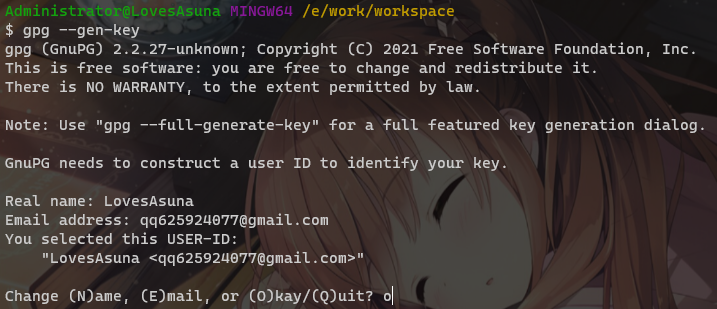 Administrator@LovesAsuna MINGW64 /e/work/workspace
$ gpg --gen-key
gpg (GnuPG) 2.2.27-unknown; Copyright (C) 2021 Free Software Foundation, Inc.
This is free software: you are free to change and redistribute it.
There is NO WARRANTY, to the extent permitted by law.
Note: Use "gpg --full-generate-key" for a full featured key generation dialog.
GnuPG needs to construct a user ID to identify your key.
Real name: LovesAsuna
Email address: qq625924077@gmail.com
You selected this USER-ID:
"LovesAsuna <qq625924077@gmail.com>"
Change (N)ame, (E)mail, or (O)kay/(Q)uit? o